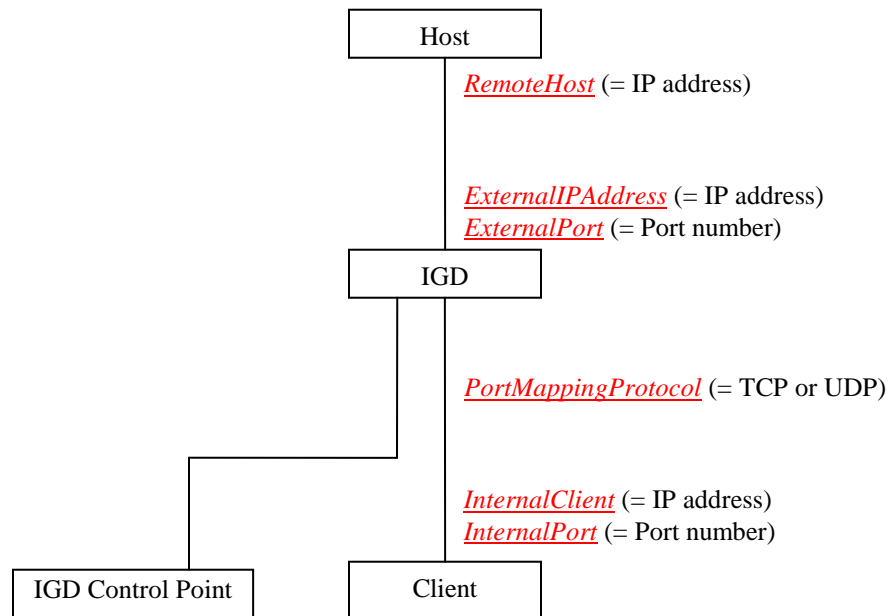 Host
RemoteHost (= IP address)
ExternalIPAddress (= IP address)
ExternalPort (= Port number)
IGD
PortMappingProtocol (= TCP or UDP)
InternalClient (= IP address)
InternalPort (= Port number)
IGD Control Point
Client